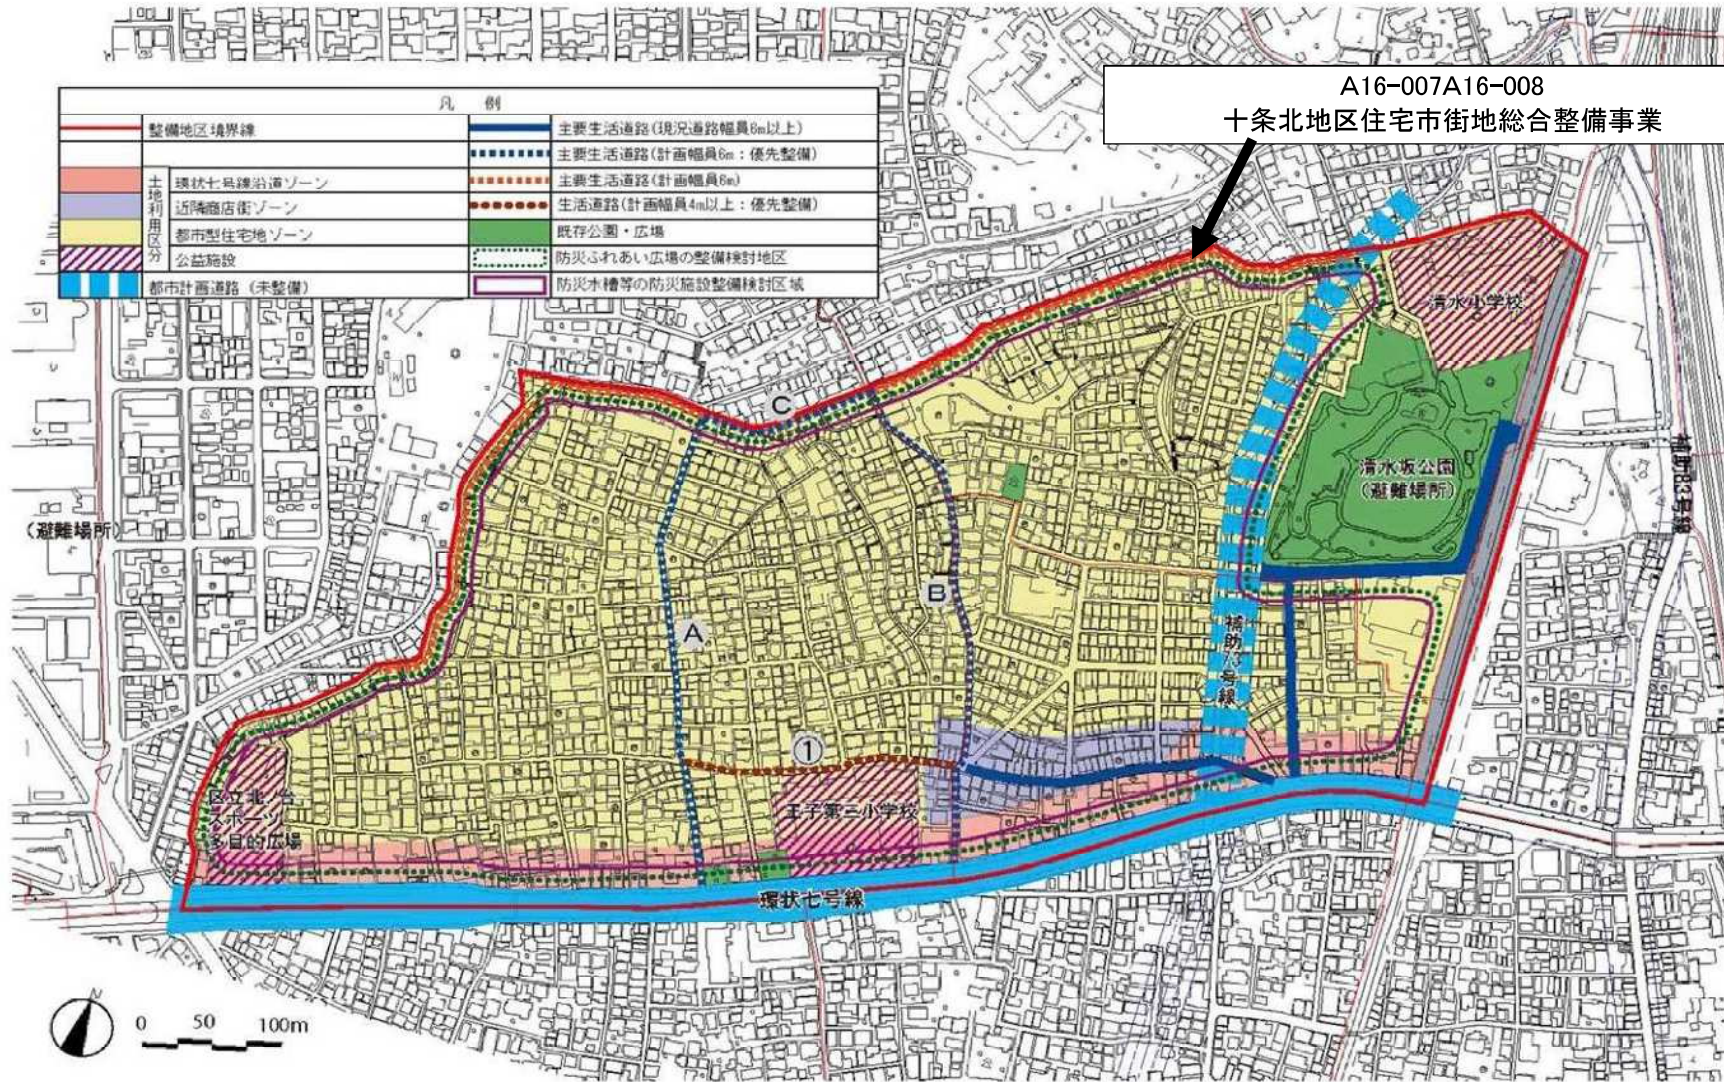 A16-007A16-008
十条北地区住宅市街地総合整備事業
凡 例
整備地区境界線
主要生活道路(現況道路幅員6m以上)
主要生活道路(計画幅員6m:優先整備)
土地利用区分
環状七号線沿道ゾーン
主要生活道路(計画幅員6m)
近隣商店街ゾーン
生活道路(計画幅員4m以上:優先整備)
都市型住宅地ゾーン
既存公園・広場
公益施設
防災ふれあい広場の整備検討地区
都市計画道路(未整備)
防災水槽等の防災施設整備検討区域
清水小学校
C
清水坂公園
(避難場所)
補助83号線
(避難場所)
B
A
補助73号線
①
区立北ノ台
スポーツ
多目的広場
王子第三小学校
環状七号線
N
0 50 100m